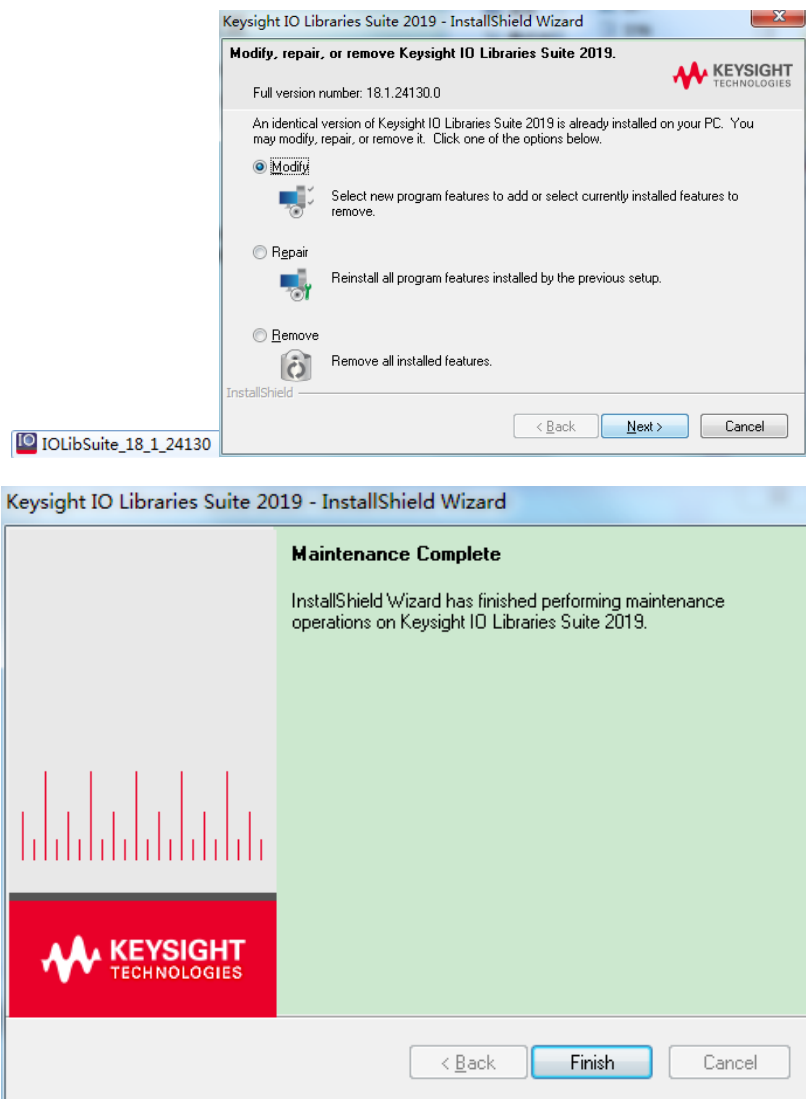 Keysight IO Libraries Suite 2019 - InstallShield Wizard
Modify, repair, or remove Keysight IO Libraries Suite 2019.
KEYSIGHT
TECHNOLOGIES
Full version number: 18.1.24130.0
An identical version of Keysight IO Libraries Suite 2019 is already installed on your PC. You
may modify, repair, or remove it. Click one of the options below.
Modify
Select new program features to add or select currently installed features to
remove.
Repair
Reinstall all program features installed by the previous setup.
Remove
Remove all installed features.
InstallShield
< Back
Next >
Cancel
IO
IOLibSuite_18_1_24130
Keysight IO Libraries Suite 2019 - InstallShield Wizard
Maintenance Complete
InstallShield Wizard has finished performing maintenance
operations on Keysight IO Libraries Suite 2019.
KEYSIGHT
TECHNOLOGIES
< Back
Finish
Cancel